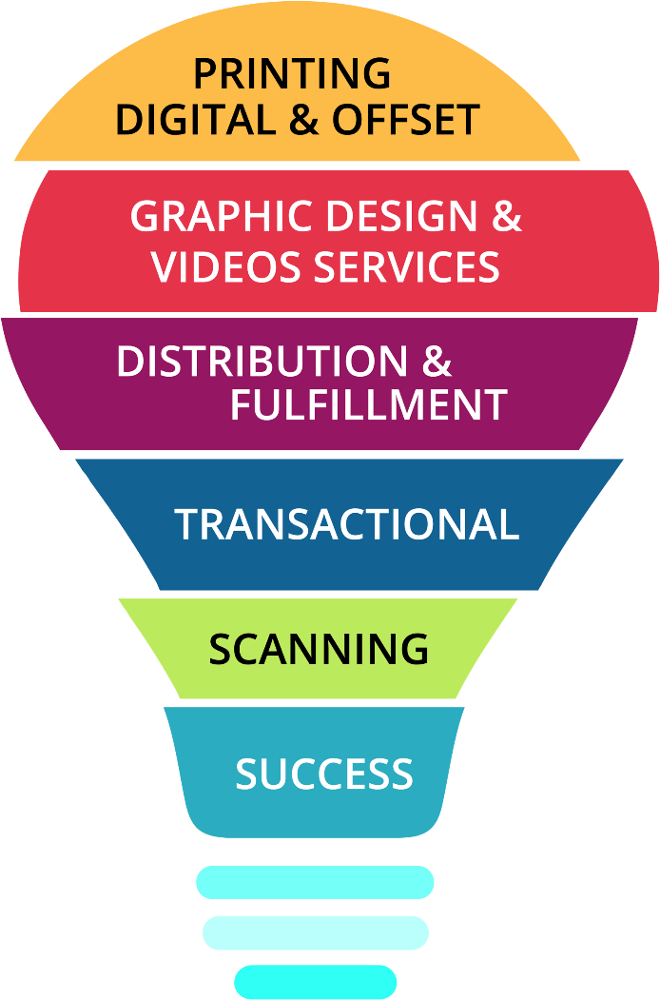 PRINTING
DIGITAL & OFFSET
GRAPHIC DESIGN &
VIDEOS SERVICES
DISTRIBUTION &
FULFILLMENT
TRANSACTIONAL
SCANNING
SUCCESS